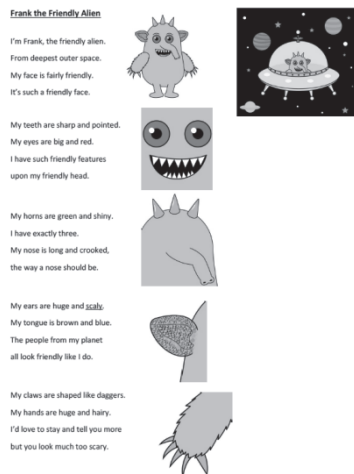 Frank the Friendly Alien
I'm Frank, the friendly alien.
From deepest outer space.
My face is fairly friendly.
It's such a friendly face.
My teeth are sharp and pointed.
My eyes are big and red.
I have such friendly features
upon my friendly head.
My horns are green and shiny.
I have exactly three.
My nose is long and crooked,
the way a nose should be.
My ears are huge and scaly.
My tongue is brown and blue.
The people from my planet
all look friendly like I do.
My claws are shaped like daggers.
My hands are huge and hairy.
I'd love to stay and tell you more
but you look much too scary.